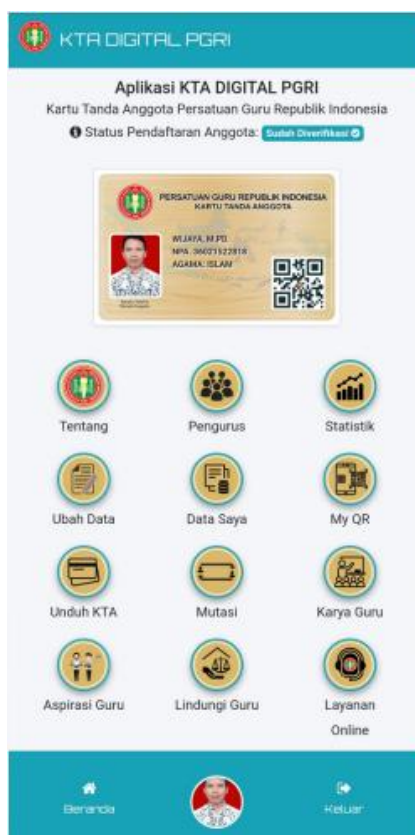 KTA DIGITAL PGRI
Aplikasi KTA DIGITAL PGRI
Kartu Tanda Anggota Persatuan Guru Republik Indonesia
Status Pendaftaran Anggota: Sudah Diverifikasi
PERSATUAN GURU REPUBLIK INDONESIA
KARTU TANDA ANGGOTA
WIJAYA, M.PD.
NPA. 36021522818
AGAMA: ISLAM
Tentang Pengurus Statistik
Ubah Data Data Saya My QR
Unduh KTA Mutasi Karya Guru
Aspirasi Guru Lindungi Guru Layanan
Online
Beranda Keluar